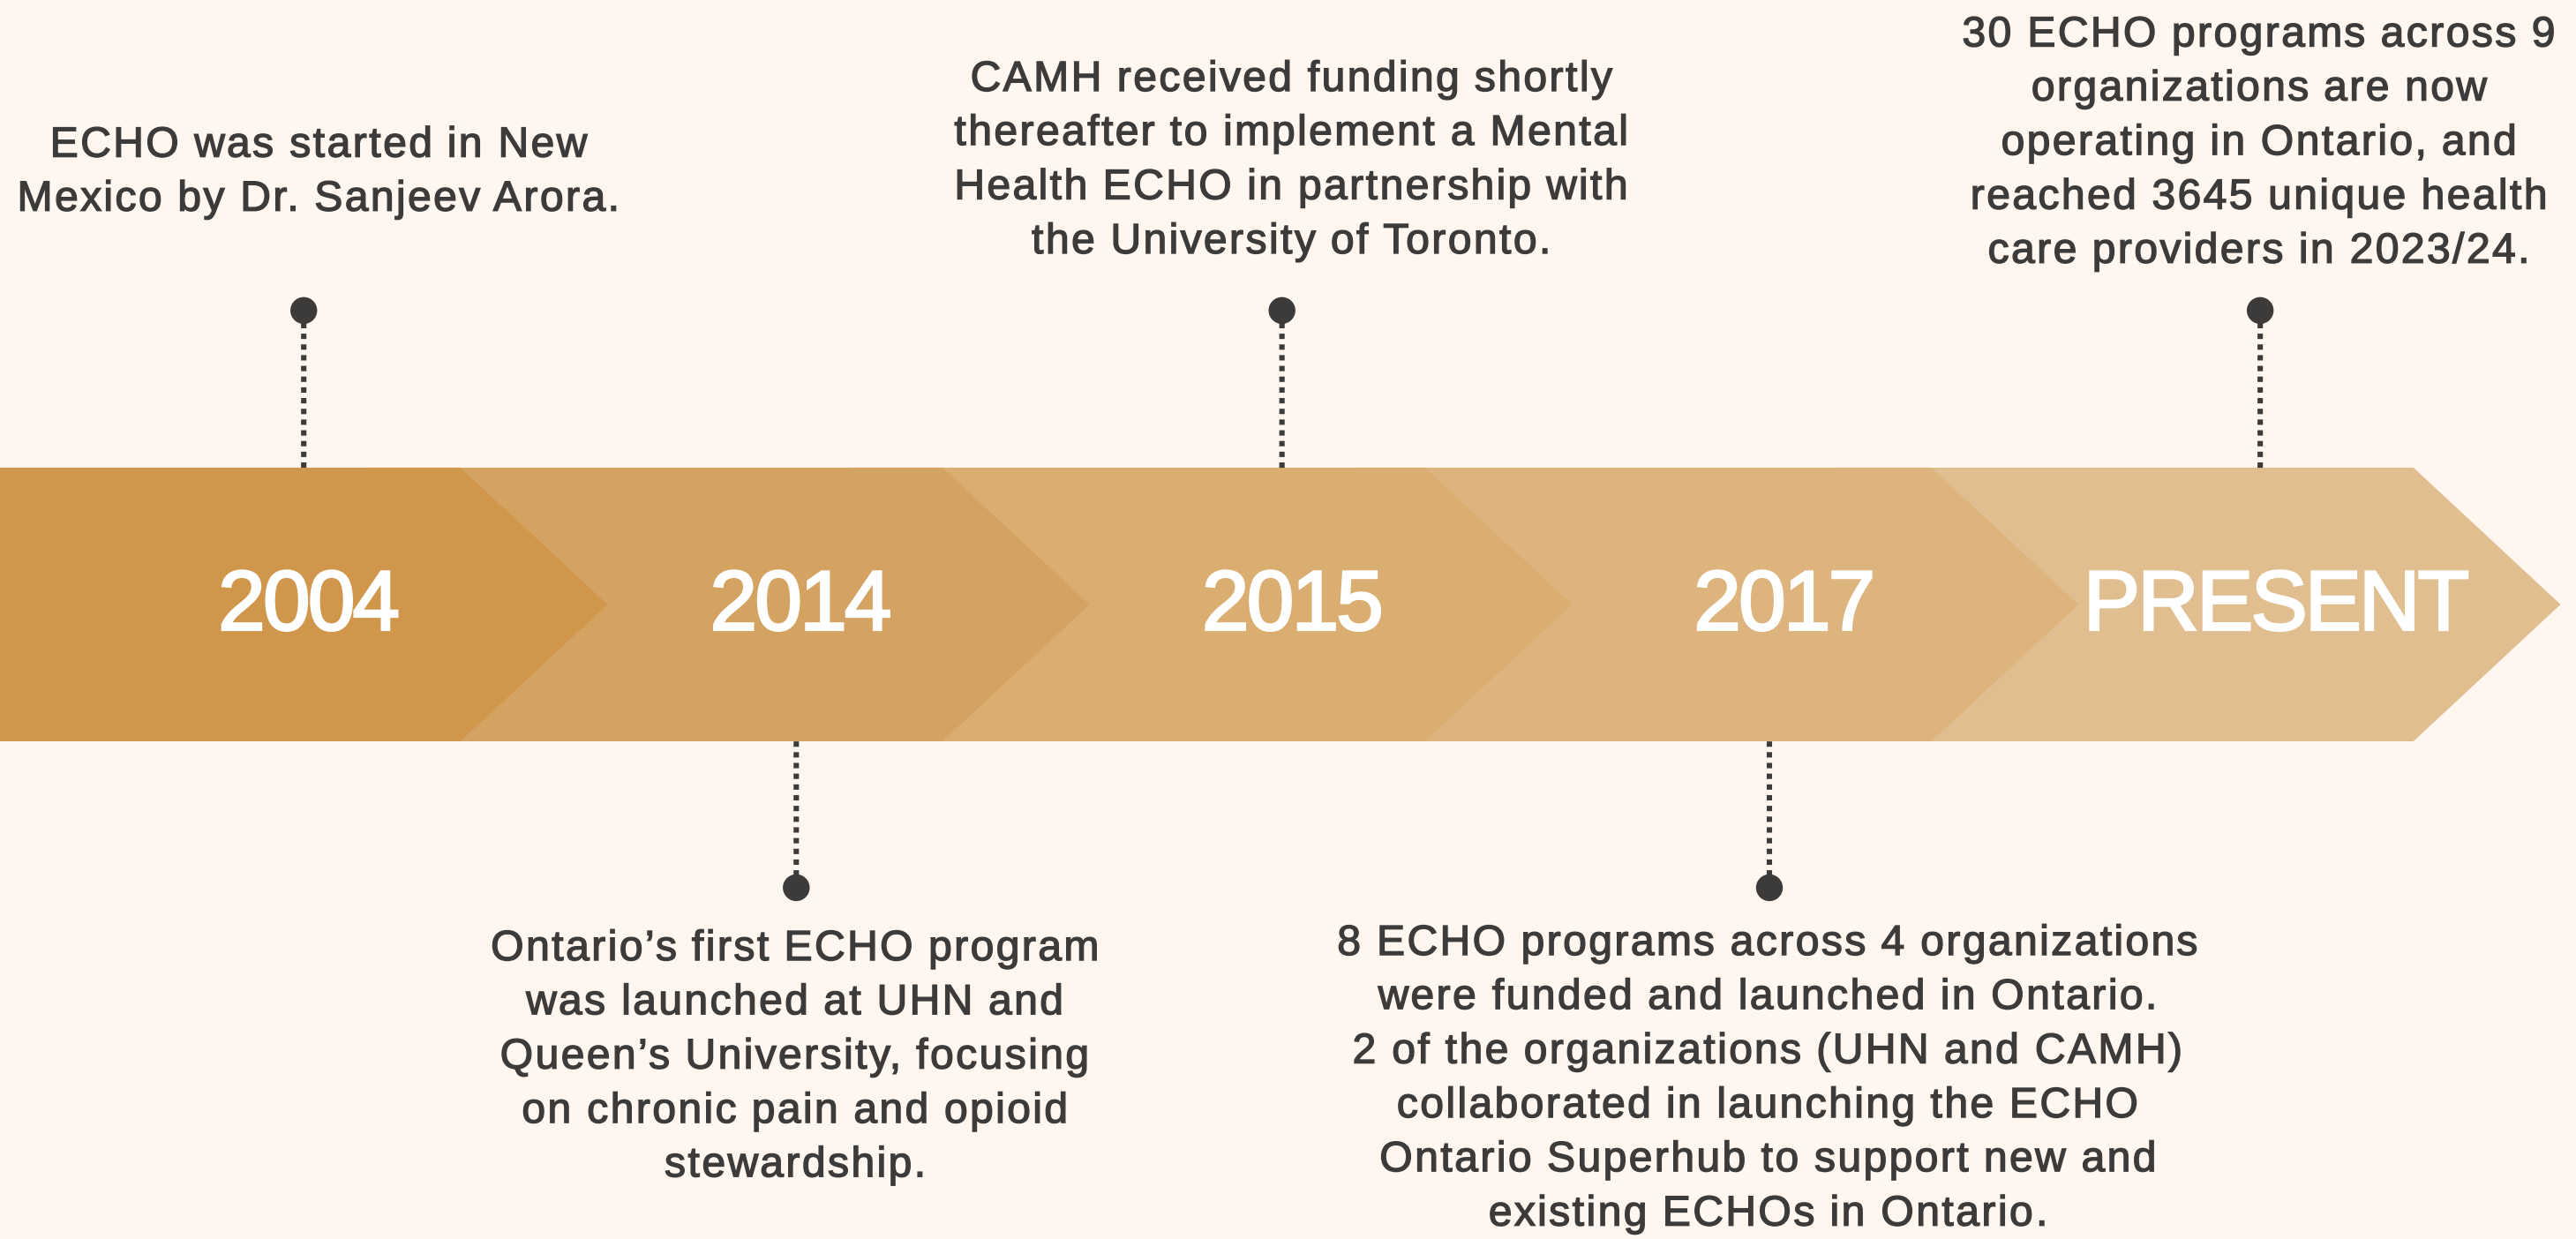 ECHO was started in New
Mexico by Dr. Sanjeev Arora.
CAMH received funding shortly
thereafter to implement a Mental
Health ECHO in partnership with
the University of Toronto.
30 ECHO programs across 9
organizations are now
operating in Ontario, and
reached 3645 unique health
care providers in 2023/24.
2004
2014
2015
2017
PRESENT
Ontario’s first ECHO program
was launched at UHN and
Queen’s University, focusing
on chronic pain and opioid
stewardship.
8 ECHO programs across 4 organizations
were funded and launched in Ontario.
2 of the organizations (UHN and CAMH)
collaborated in launching the ECHO
Ontario Superhub to support new and
existing ECHOs in Ontario.